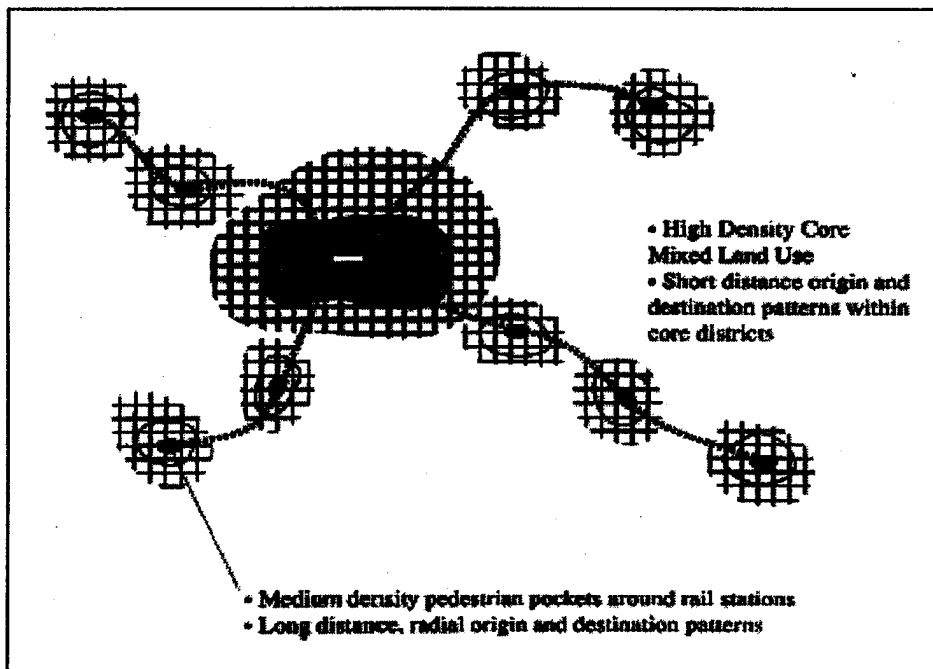 • High Density Core
Mixed Land Use
• Short distance origin and
destination patterns within
core districts
• Medium density pedestrian pockets around rail stations
• Long distance, radial origin and destination patterns